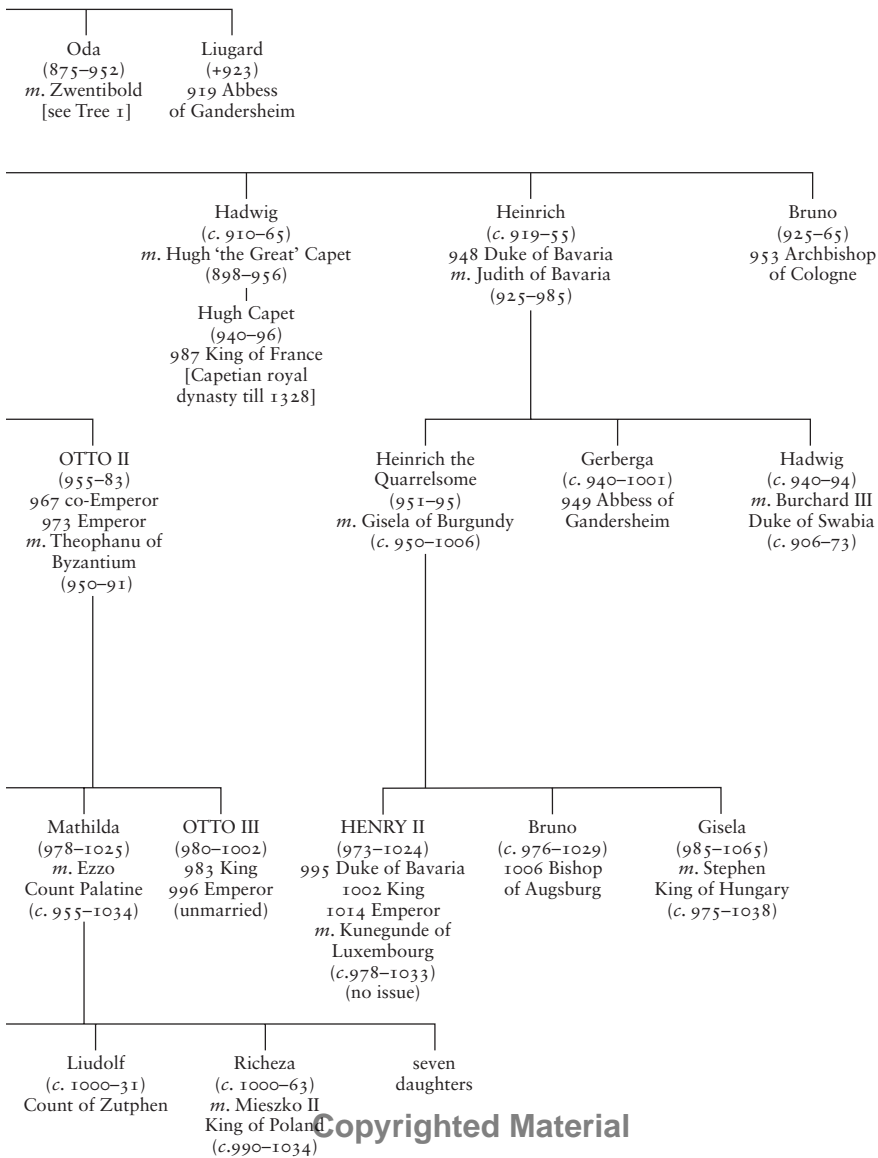 Oda
(875–952)
m. Zwentibold
[see Tree 1]
Liugard
(+923)
919 Abbess
of Gandersheim
Hadwig
(c. 910–65)
m. Hugh ‘the Great’ Capet
(898–956)
Hugh Capet
(940–96)
987 King of France
[Capetian royal
dynasty till 1328]
Heinrich
(c. 919–55)
948 Duke of Bavaria
m. Judith of Bavaria
(925–985)
Bruno
(925–65)
953 Archbishop
of Cologne
OTTO II
(955–83)
967 co-Emperor
973 Emperor
m. Theophanu of
Byzantium
(950–91)
Heinrich the
Quarrelsome
(951–95)
m. Gisela of Burgundy
(c. 950–1006)
Gerberga
(c. 940–1001)
949 Abbess of
Gandersheim
Hadwig
(c. 940–94)
m. Burchard III
Duke of Swabia
(c. 906–73)
Mathilda
(978–1025)
m. Ezzo
Count Palatine
(c. 955–1034)
OTTO III
(980–1002)
983 King
996 Emperor
(unmarried)
HENRY II
(973–1024)
995 Duke of Bavaria
1002 King
1014 Emperor
m. Kunegunde of
Luxembourg
(c.978–1033)
(no issue)
Bruno
(c. 976–1029)
1006 Bishop
of Augsburg
Gisela
(985–1065)
m. Stephen
King of Hungary
(c. 975–1038)
Liudolf
(c. 1000–31)
Count of Zutphen
Richeza
(c. 1000–63)
m. Mieszko II
King of Poland
(c.990–1034)
seven
daughters
Copyrighted Material